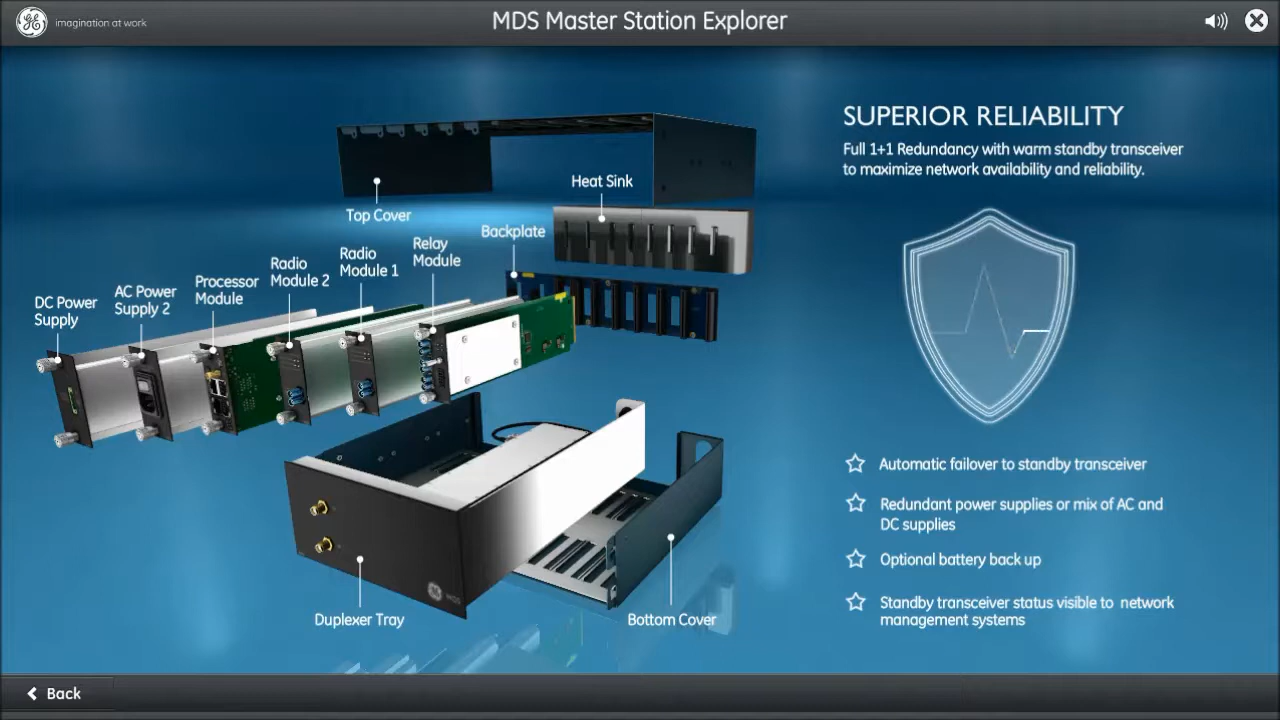 imagination at work
MDS Master Station Explorer
SUPERIOR RELIABILITY
Full 1+1 Redundancy with warm standby transceiver
to maximize network availability and reliability.
Heat Sink
Top Cover
Backplate
Relay
Module
Radio
Module 1
Radio
Module 2
Processor
Module
AC Power
Supply 2
DC Power
Supply
Automatic failover to standby transceiver
Redundant power supplies or mix of AC and
DC supplies
Optional battery back up
Standby transceiver status visible to network
management systems
MDS
Duplexer Tray
Bottom Cover
Back